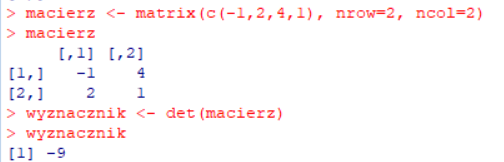 > macierz <- matrix(c(-1,2,4,1), nrow=2, ncol=2)
> macierz
     [,1] [,2]
[1,]   -1    4
[2,]    2    1
> wyznacznik <- det(macierz)
> wyznacznik
[1] -9